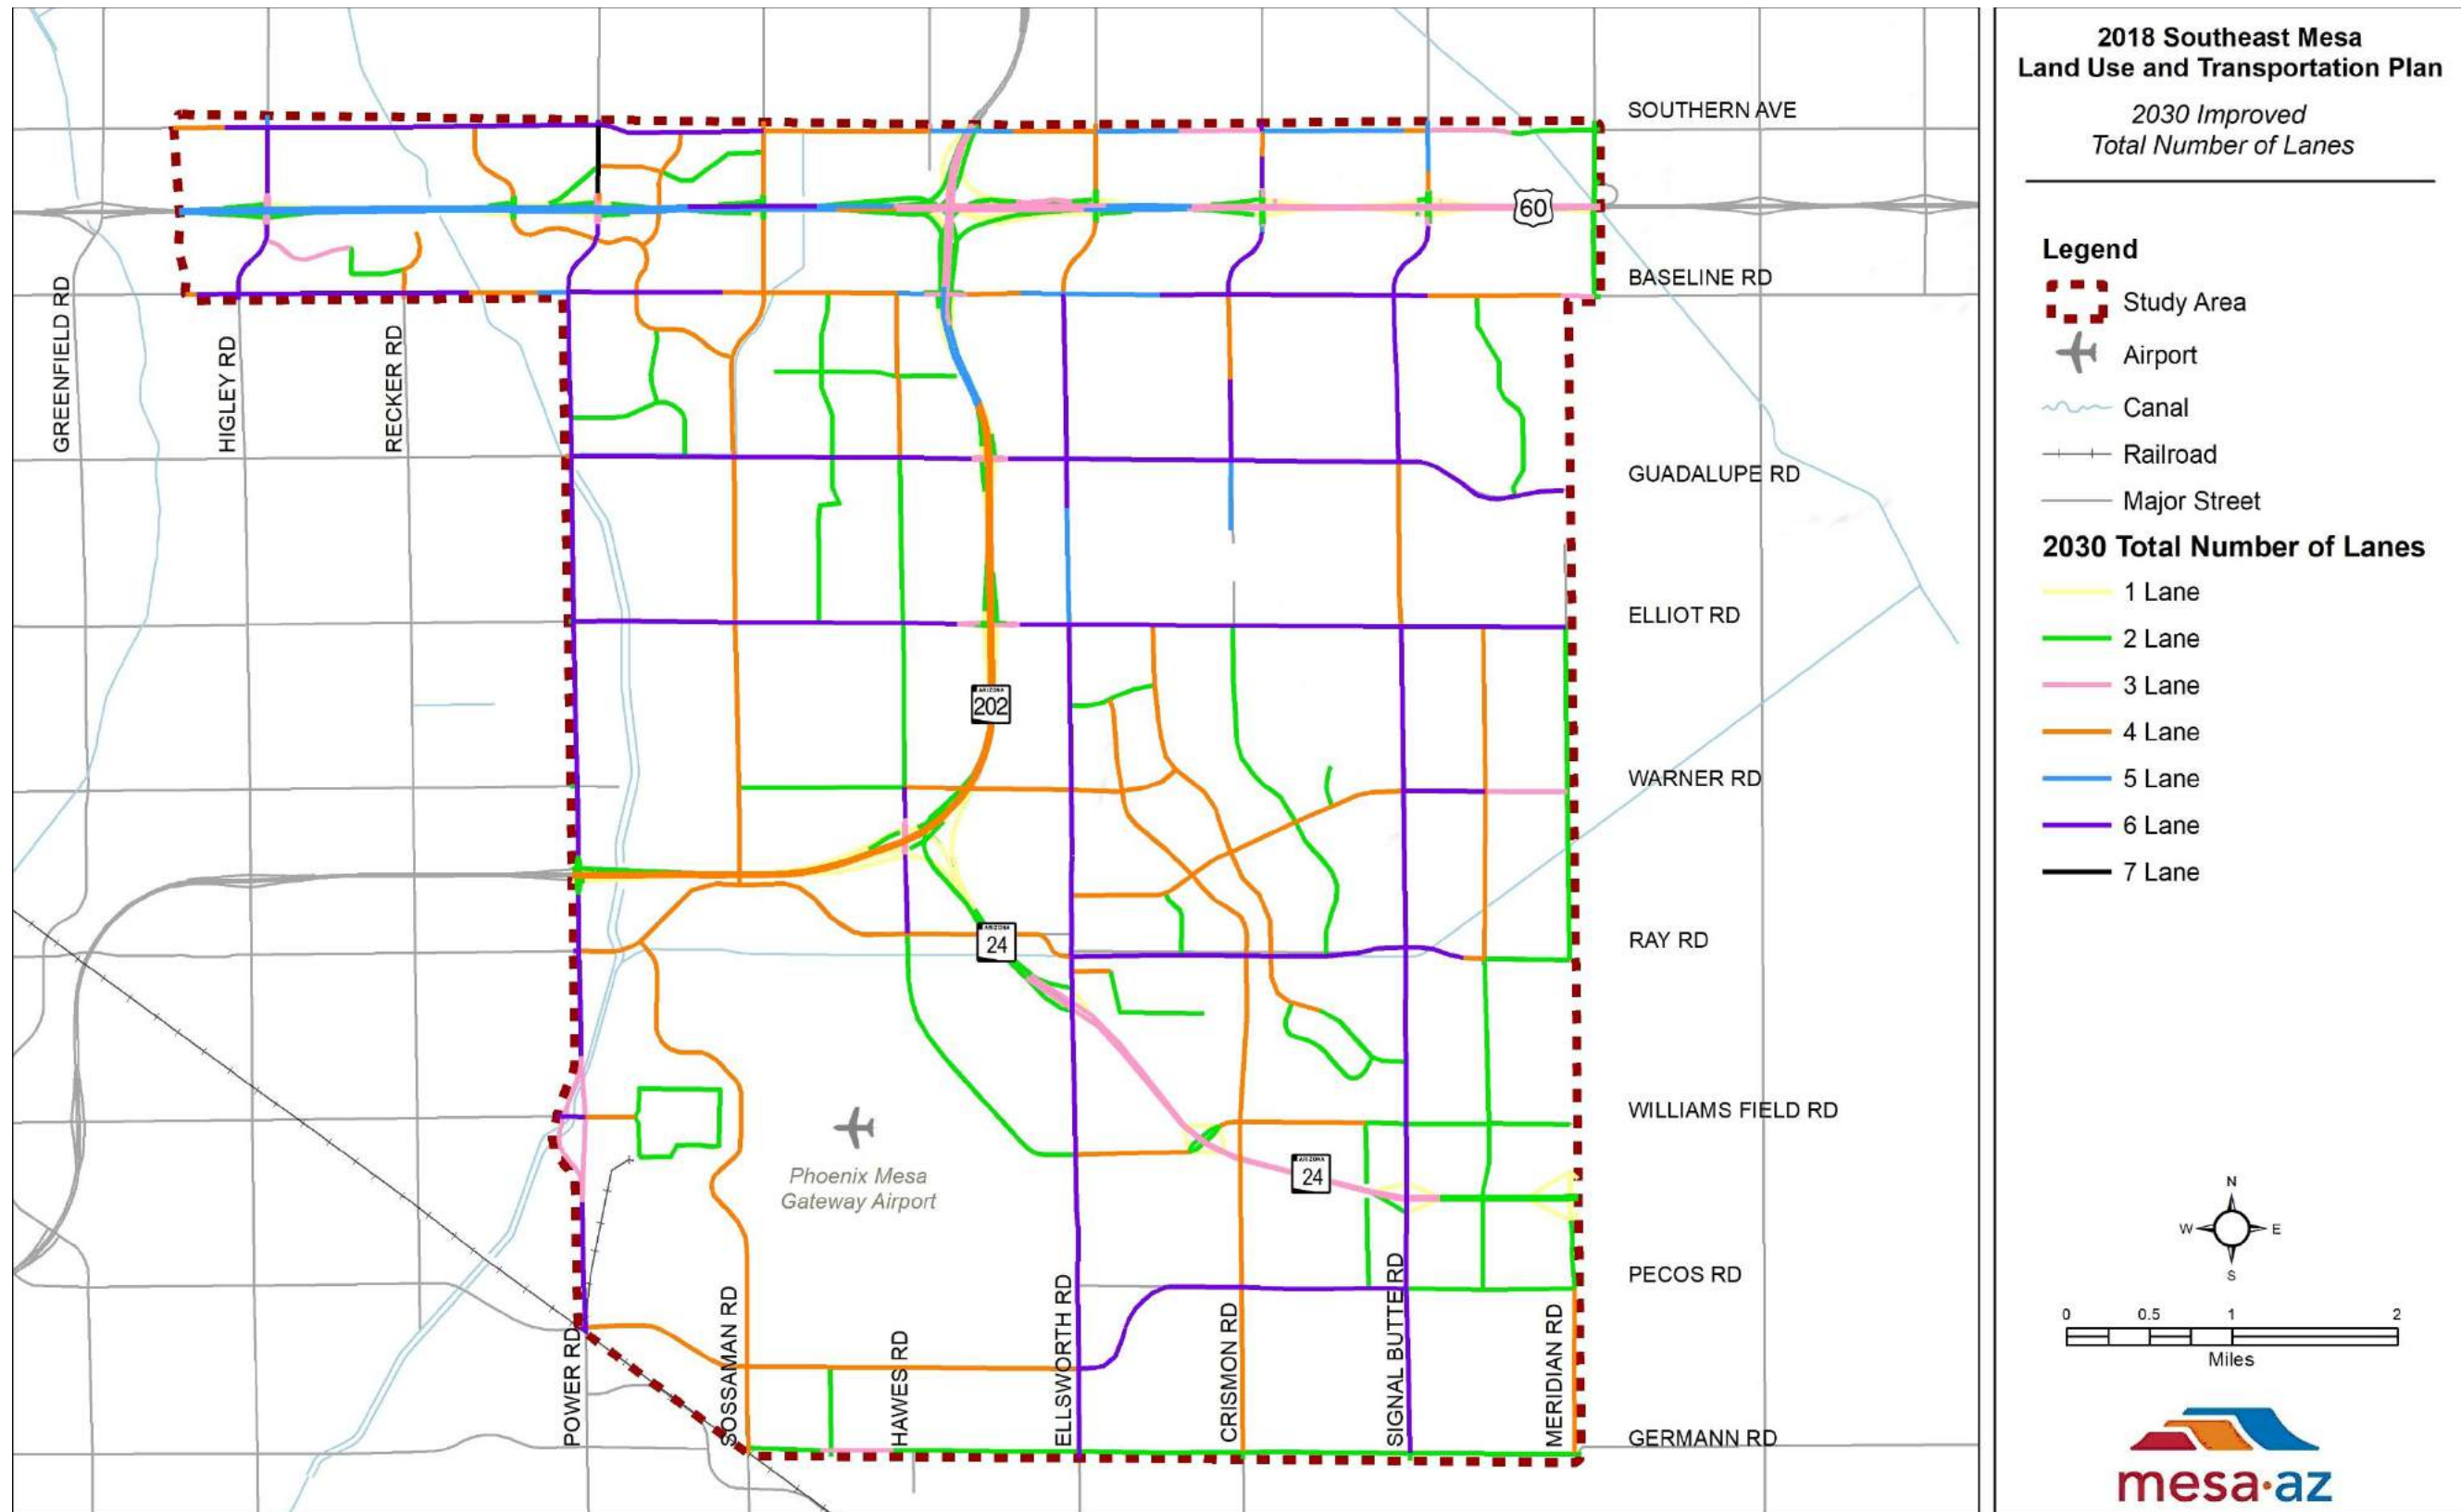 2018 Southeast Mesa
Land Use and Transportation Plan
2030 Improved
Total Number of Lanes
Legend
Study Area
Airport
Canal
Railroad
Major Street
2030 Total Number of Lanes
1 Lane
2 Lane
3 Lane
4 Lane
5 Lane
6 Lane
7 Lane
N
W
E
S
0
0.5
1
2
Miles
mesa·az
SOUTHERN AVE
60
BASELINE RD
GREENFIELD RD
HIGLEY RD
RECKER RD
GUADALUPE RD
ELLIOT RD
ARIZONA
202
WARNER RD
ARIZONA
24
RAY RD
WILLIAMS FIELD RD
Phoenix Mesa
Gateway Airport
ARIZONA
24
PECOS RD
POWER RD
SOSSAMAN RD
HAWES RD
ELLSWORTH RD
CRISMON RD
SIGNAL BUTTE RD
MERIDIAN RD
GERMANN RD